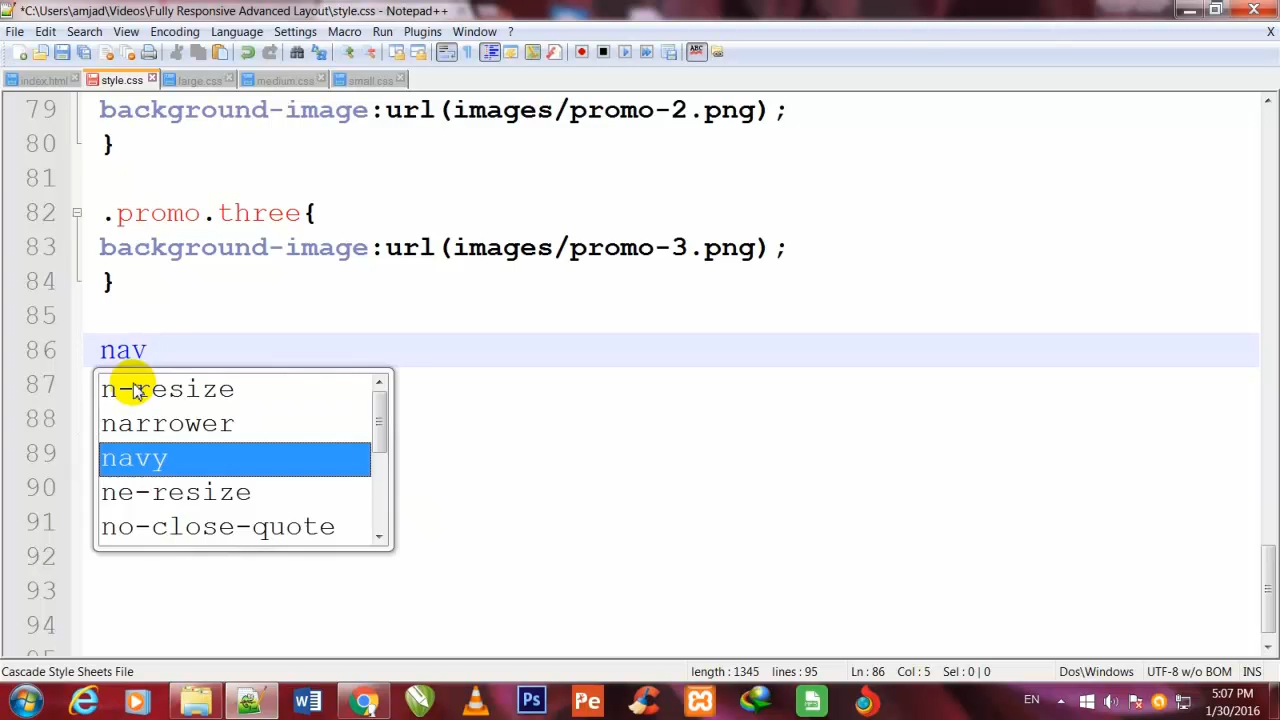 *C:\Users\amjad\Videos\Fully Responsive Advanced Layout\style.css - Notepad++
File Edit Search View Encoding Language Settings Macro Run Plugins Window ? X
index.html style.css large.css medium.css small.css
79 background-image:url(images/promo-2.png);
80 }
81
82 .promo.three{
83 background-image:url(images/promo-3.png);
84 }
85
86 nav
87 n-resize
88 narrower
89 navy
90 ne-resize
91 no-close-quote
92
93
94
Cascade Style Sheets File length : 1345 lines : 95 Ln : 86 Col : 5 Sel : 0 | 0 Dos\Windows UTF-8 w/o BOM INS
EN 5:07 PM
1/30/2016